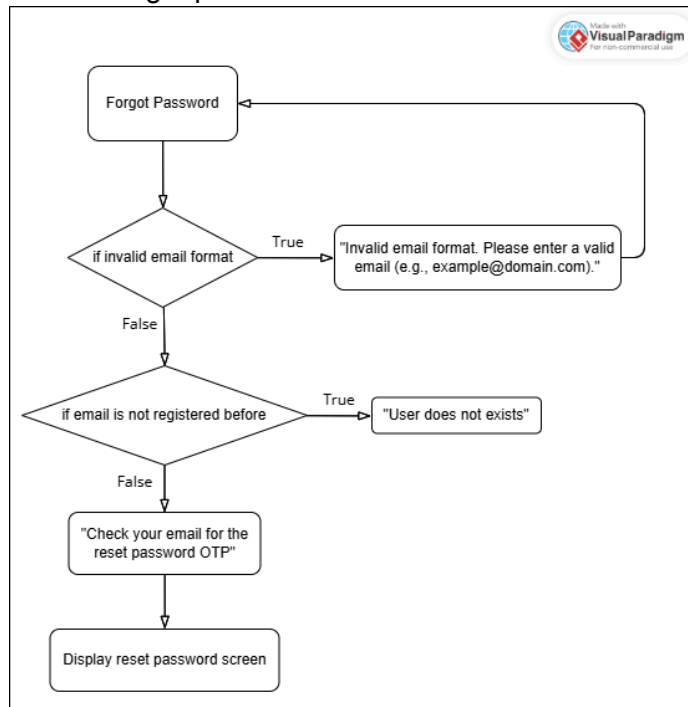 Made with
VisualParadigm
For non-commercial use
Forgot Password
if invalid email format
True
"Invalid email format. Please enter a valid
email (e.g., example@domain.com)."
False
if email is not registered before
True
"User does not exists"
False
"Check your email for the
reset password OTP"
Display reset password screen